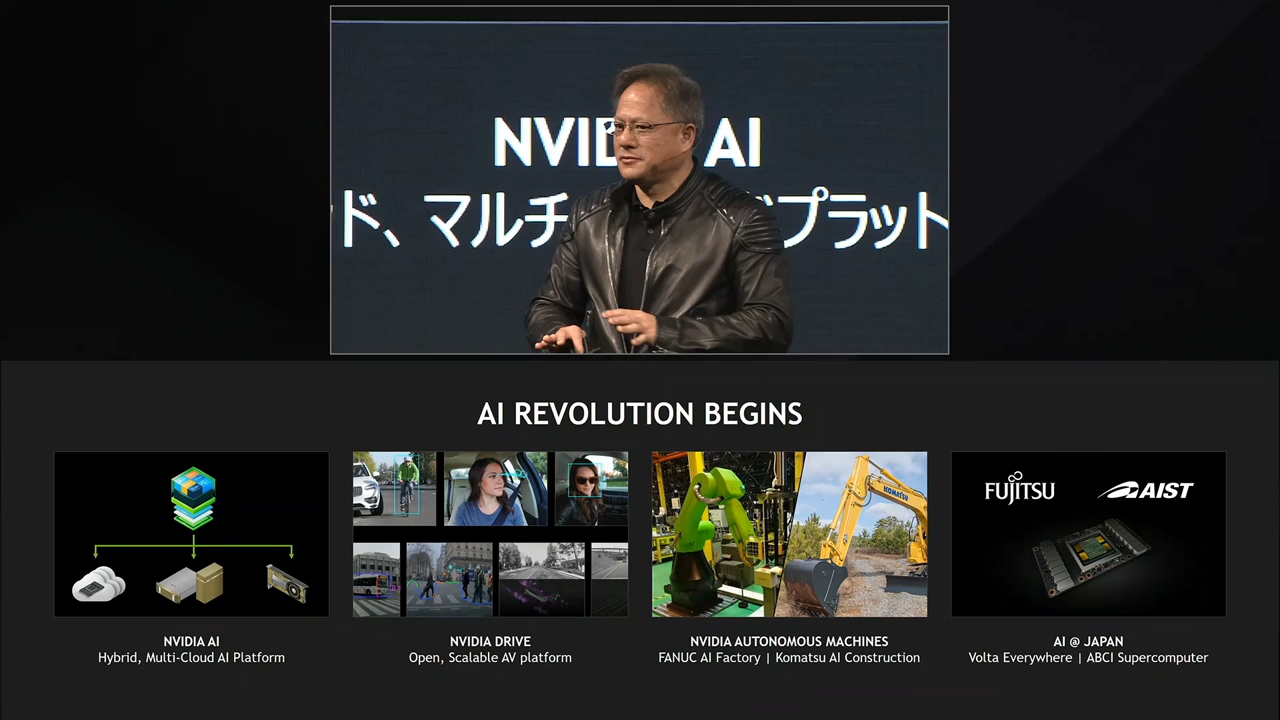 NVID AI
ド、マルチ プラット
AI REVOLUTION BEGINS
KOMATSU
FUJITSU
AIST
NVIDIA AI
Hybrid, Multi-Cloud AI Platform
NVIDIA DRIVE
Open, Scalable AV platform
NVIDIA AUTONOMOUS MACHINES
FANUC AI Factory | Komatsu AI Construction
AI @ JAPAN
Volta Everywhere | ABCI Supercomputer